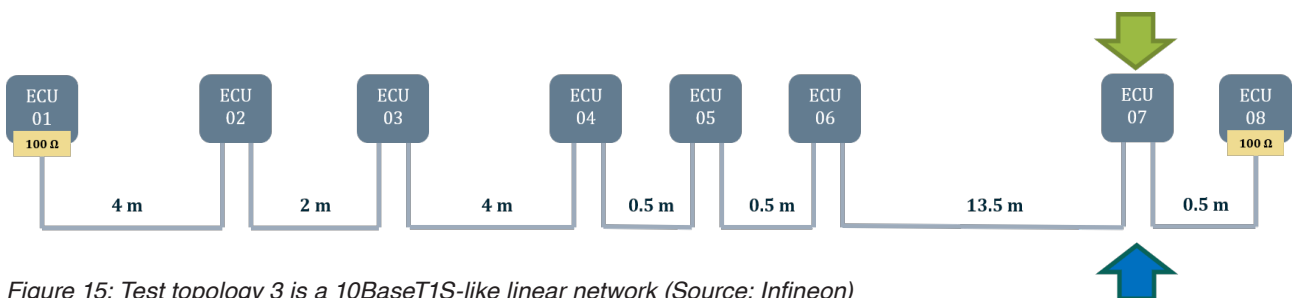 ECU
01
100 Ω
ECU
02
ECU
03
ECU
04
ECU
05
ECU
06
ECU
07
ECU
08
100 Ω
4 m
2 m
4 m
0.5 m
0.5 m
13.5 m
0.5 m
Figure 15: Test topology 3 is a 10BaseT1S-like linear network (Source: Infineon)